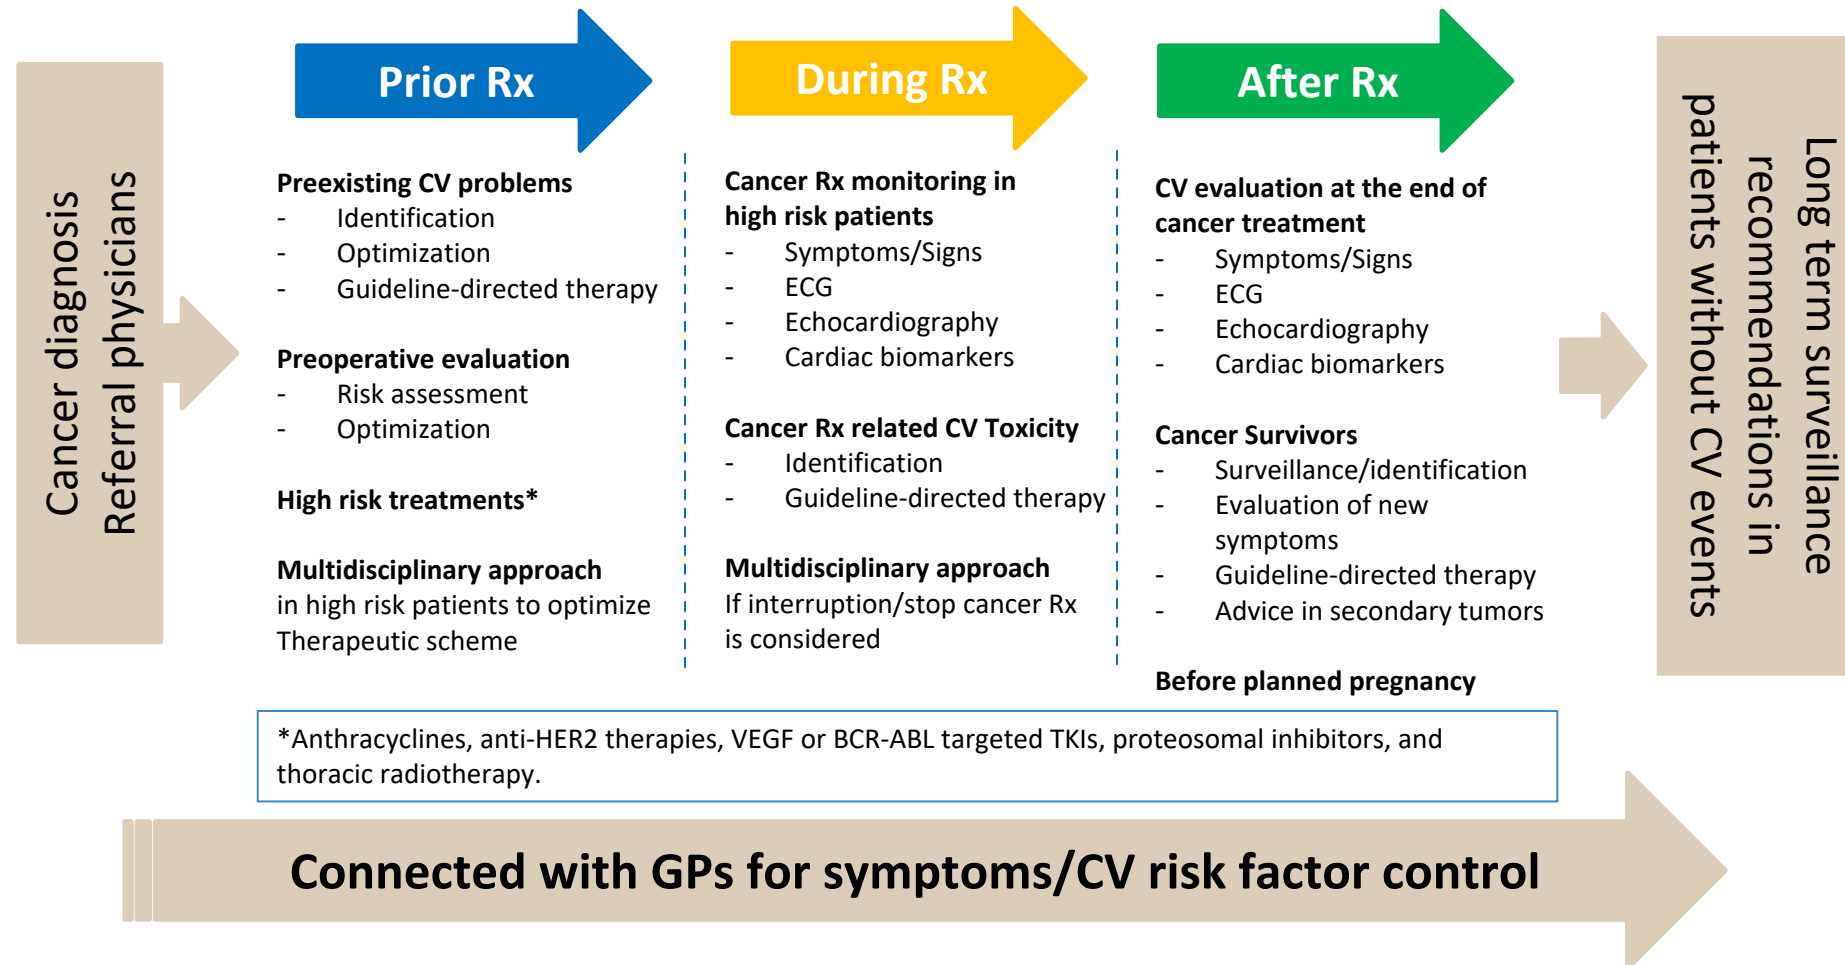 Cancer diagnosis
Referral physicians
Prior Rx
Preexisting CV problems
- Identification
- Optimization
- Guideline-directed therapy
Preoperative evaluation
- Risk assessment
- Optimization
High risk treatments*
Multidisciplinary approach
in high risk patients to optimize
Therapeutic scheme
During Rx
Cancer Rx monitoring in
high risk patients
- Symptoms/Signs
- ECG
- Echocardiography
- Cardiac biomarkers
Cancer Rx related CV Toxicity
- Identification
- Guideline-directed therapy
Multidisciplinary approach
If interruption/stop cancer Rx
is considered
After Rx
CV evaluation at the end of
cancer treatment
- Symptoms/Signs
- ECG
- Echocardiography
- Cardiac biomarkers
Cancer Survivors
- Surveillance/identification
- Evaluation of new
symptoms
- Guideline-directed therapy
- Advice in secondary tumors
Before planned pregnancy
Long term surveillance
recommendations in
patients without CV events
*Anthracyclines, anti-HER2 therapies, VEGF or BCR-ABL targeted TKIs, proteosomal inhibitors, and
thoracic radiotherapy.
Connected with GPs for symptoms/CV risk factor control